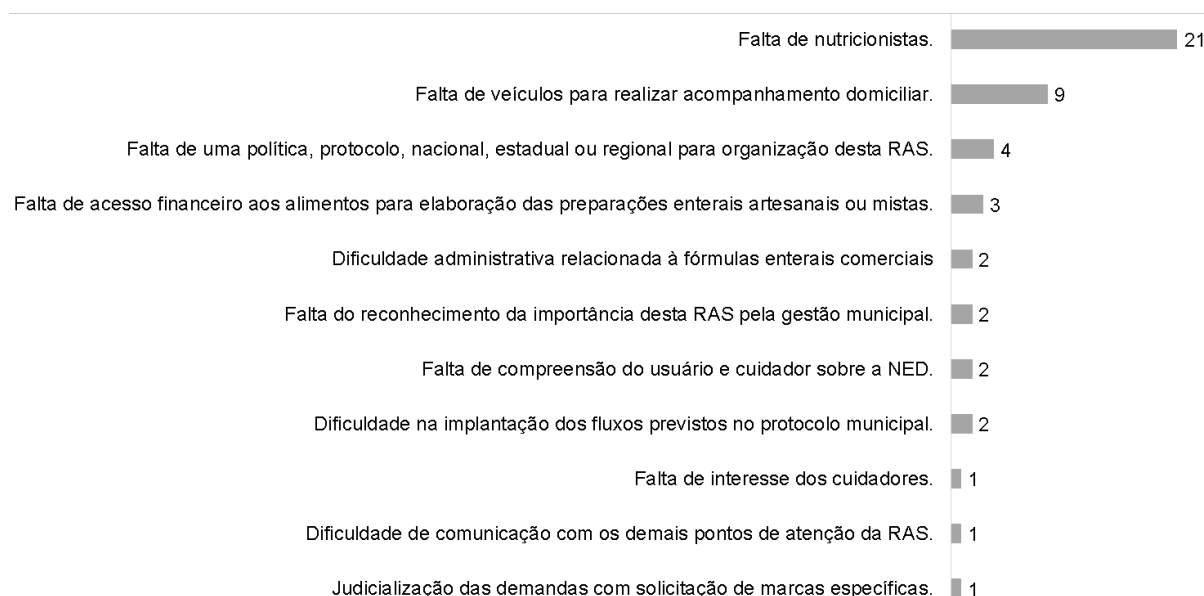 Falta de nutricionistas. 21
Falta de veículos para realizar acompanhamento domiciliar. 9
Falta de uma política, protocolo, nacional, estadual ou regional para organização desta RAS. 4
Falta de acesso financeiro aos alimentos para elaboração das preparações enterais artesanais ou mistas. 3
Dificuldade administrativa relacionada à fórmulas enterais comerciais 2
Falta do reconhecimento da importância desta RAS pela gestão municipal. 2
Falta de compreensão do usuário e cuidador sobre a NED. 2
Dificuldade na implantação dos fluxos previstos no protocolo municipal. 2
Falta de interesse dos cuidadores. 1
Dificuldade de comunicação com os demais pontos de atenção da RAS. 1
Judicialização das demandas com solicitação de marcas específicas. 1